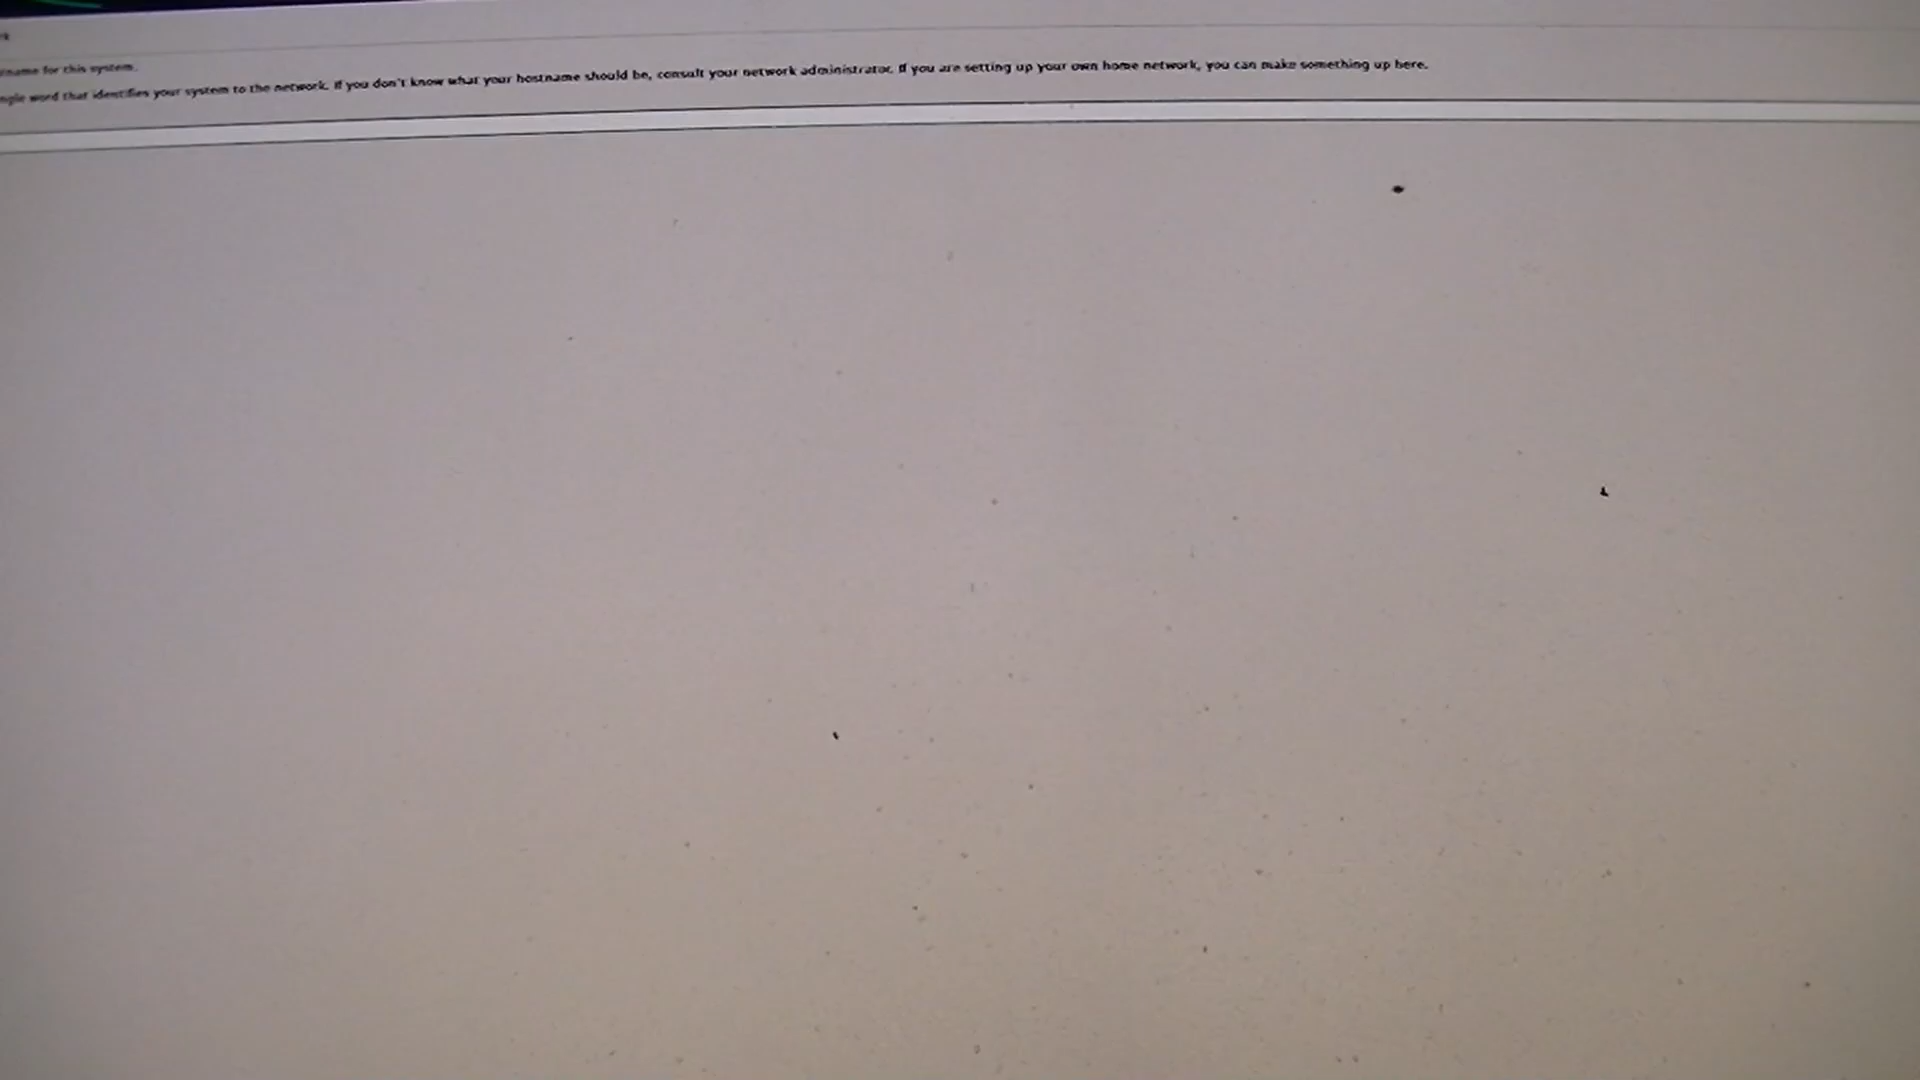 name for this system.
word that identifies your system to the network. If you don't know what your hostname should be, consult your network administrator. If you are setting up your own home network, you can make something up here.